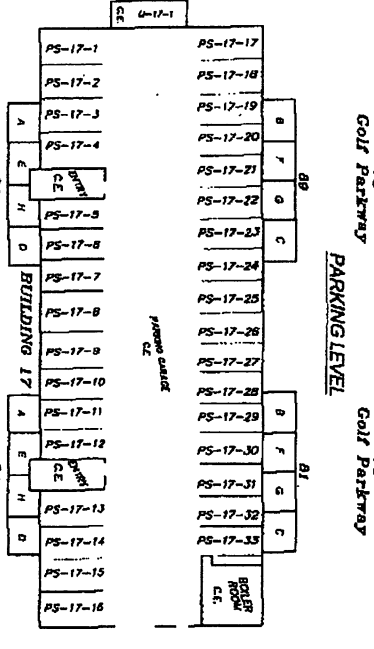 C.E. U-17-1
PS-17-1
PS-17-2
PS-17-3
PS-17-4
ENTRY
C.E.
PS-17-5
PS-17-6
PS-17-7
PS-17-8
PS-17-9
PS-17-10
PS-17-11
PS-17-12
ENTRY
C.E.
PS-17-13
PS-17-14
PS-17-15
PS-17-16
A
E
H
D
BUILDING 17
A
E
H
D
PARKING GARAGE
C.E.
PS-17-17
PS-17-18
PS-17-19
PS-17-20
PS-17-21
PS-17-22
PS-17-23
PS-17-24
PS-17-25
PS-17-26
PS-17-27
PS-17-28
PS-17-29
PS-17-30
PS-17-31
PS-17-32
PS-17-33
BOILER
ROOM
C.E.
B
F
G
C
B
F
G
C
81
PARKING LEVEL
Golf Parkway
Golf Parkway